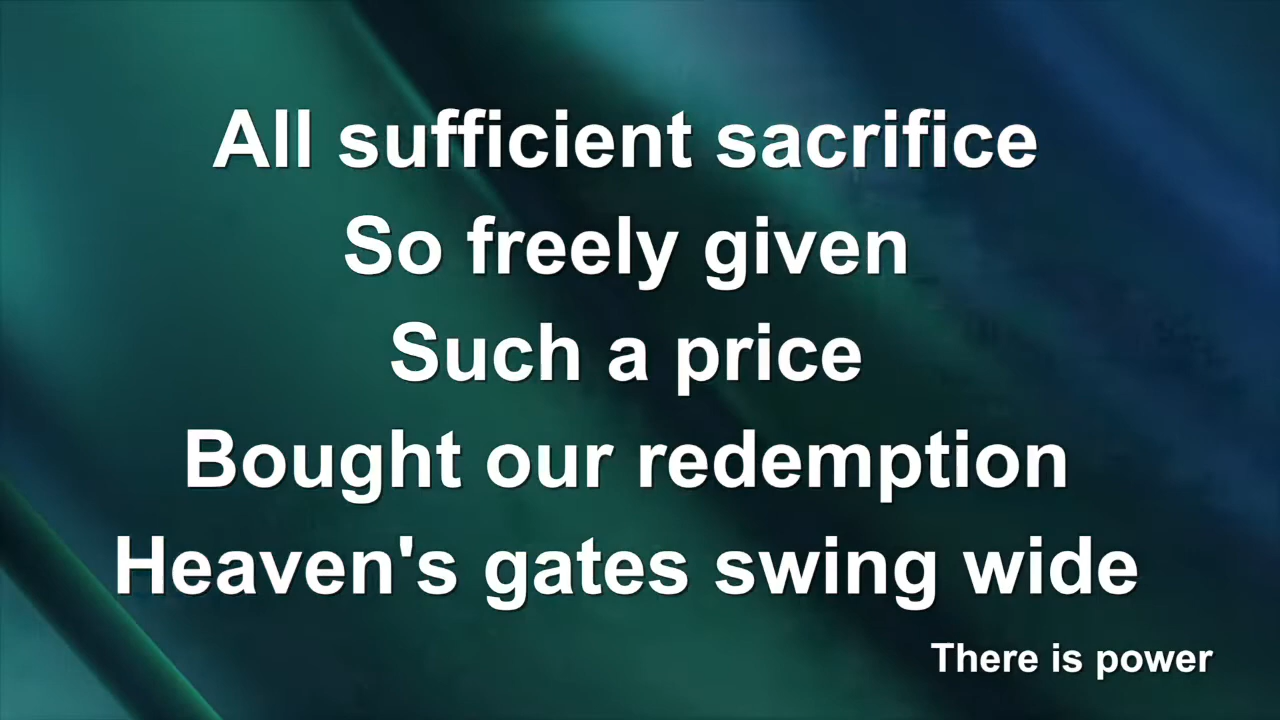 All sufficient sacrifice
So freely given
Such a price
Bought our redemption
Heaven's gates swing wide
There is power